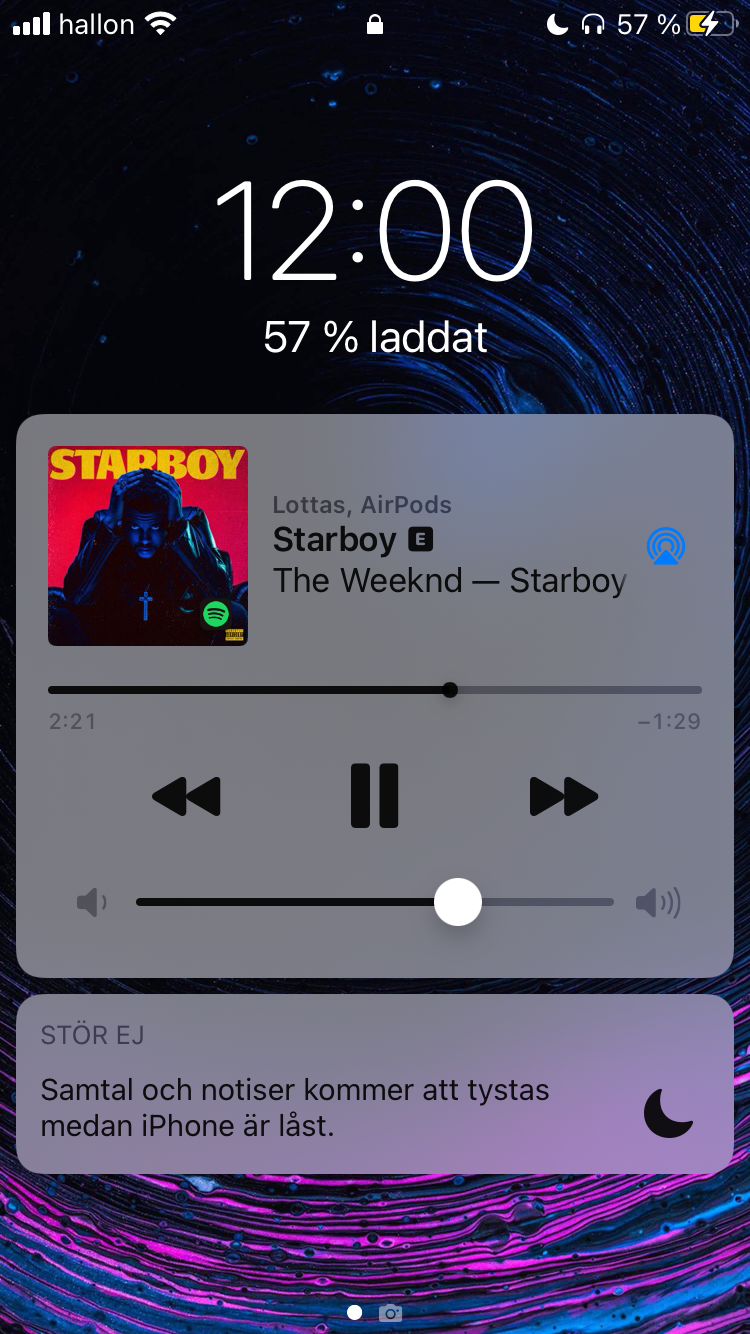 hallon 57 %
12:00
57 % laddat
STARBOY
Lottas, AirPods
Starboy E
The Weeknd — Starboy
2:21 −1:29
STÖR EJ
Samtal och notiser kommer att tystas
medan iPhone är låst.